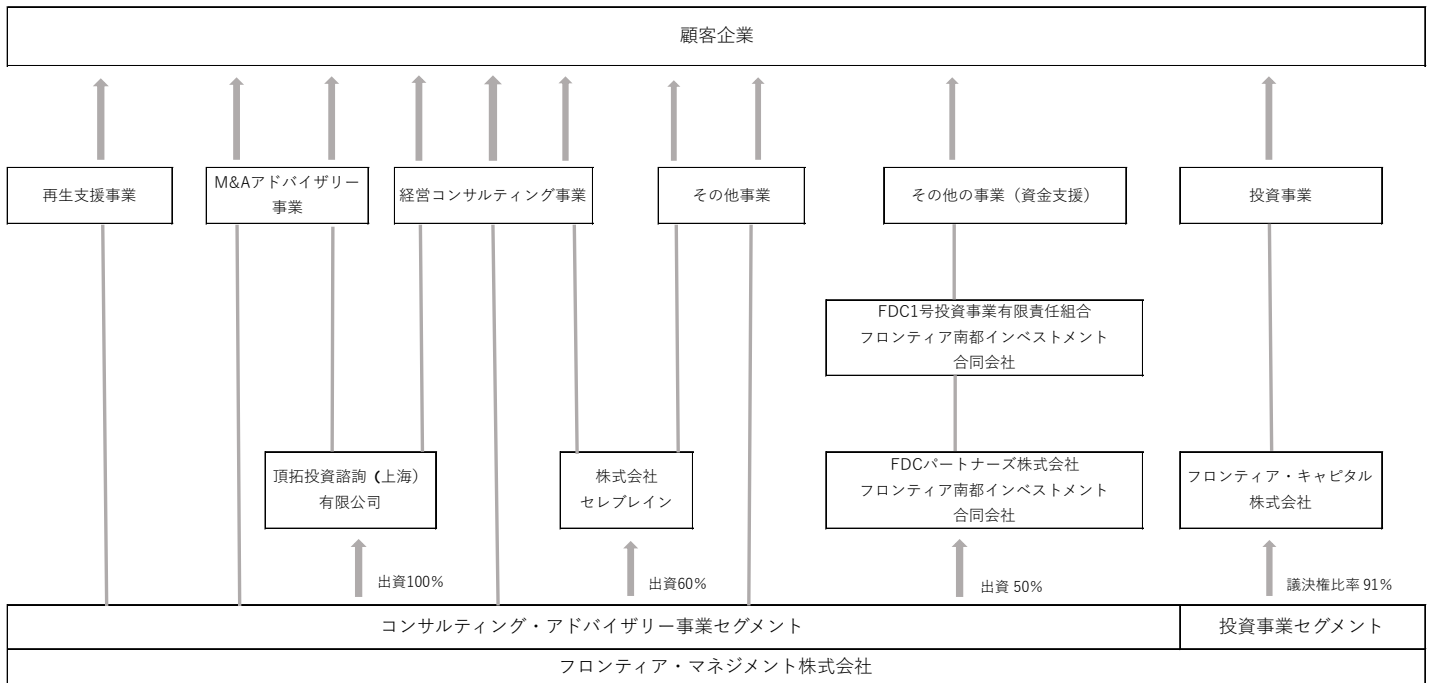 顧客企業
再生支援事業
M&Aアドバイザリー
事業
経営コンサルティング事業
その他事業
その他の事業（資金支援）
投資事業
FDC1号投資事業有限責任組合
フロンティア南都インベストメント
合同会社
頂拓投資諮詢（上海）
有限公司
株式会社
セレブレイン
FDCパートナーズ株式会社
フロンティア南都インベストメント
合同会社
フロンティア・キャピタル
株式会社
出資100%
出資60%
出資 50%
議決権比率 91%
コンサルティング・アドバイザリー事業セグメント
投資事業セグメント
フロンティア・マネジメント株式会社